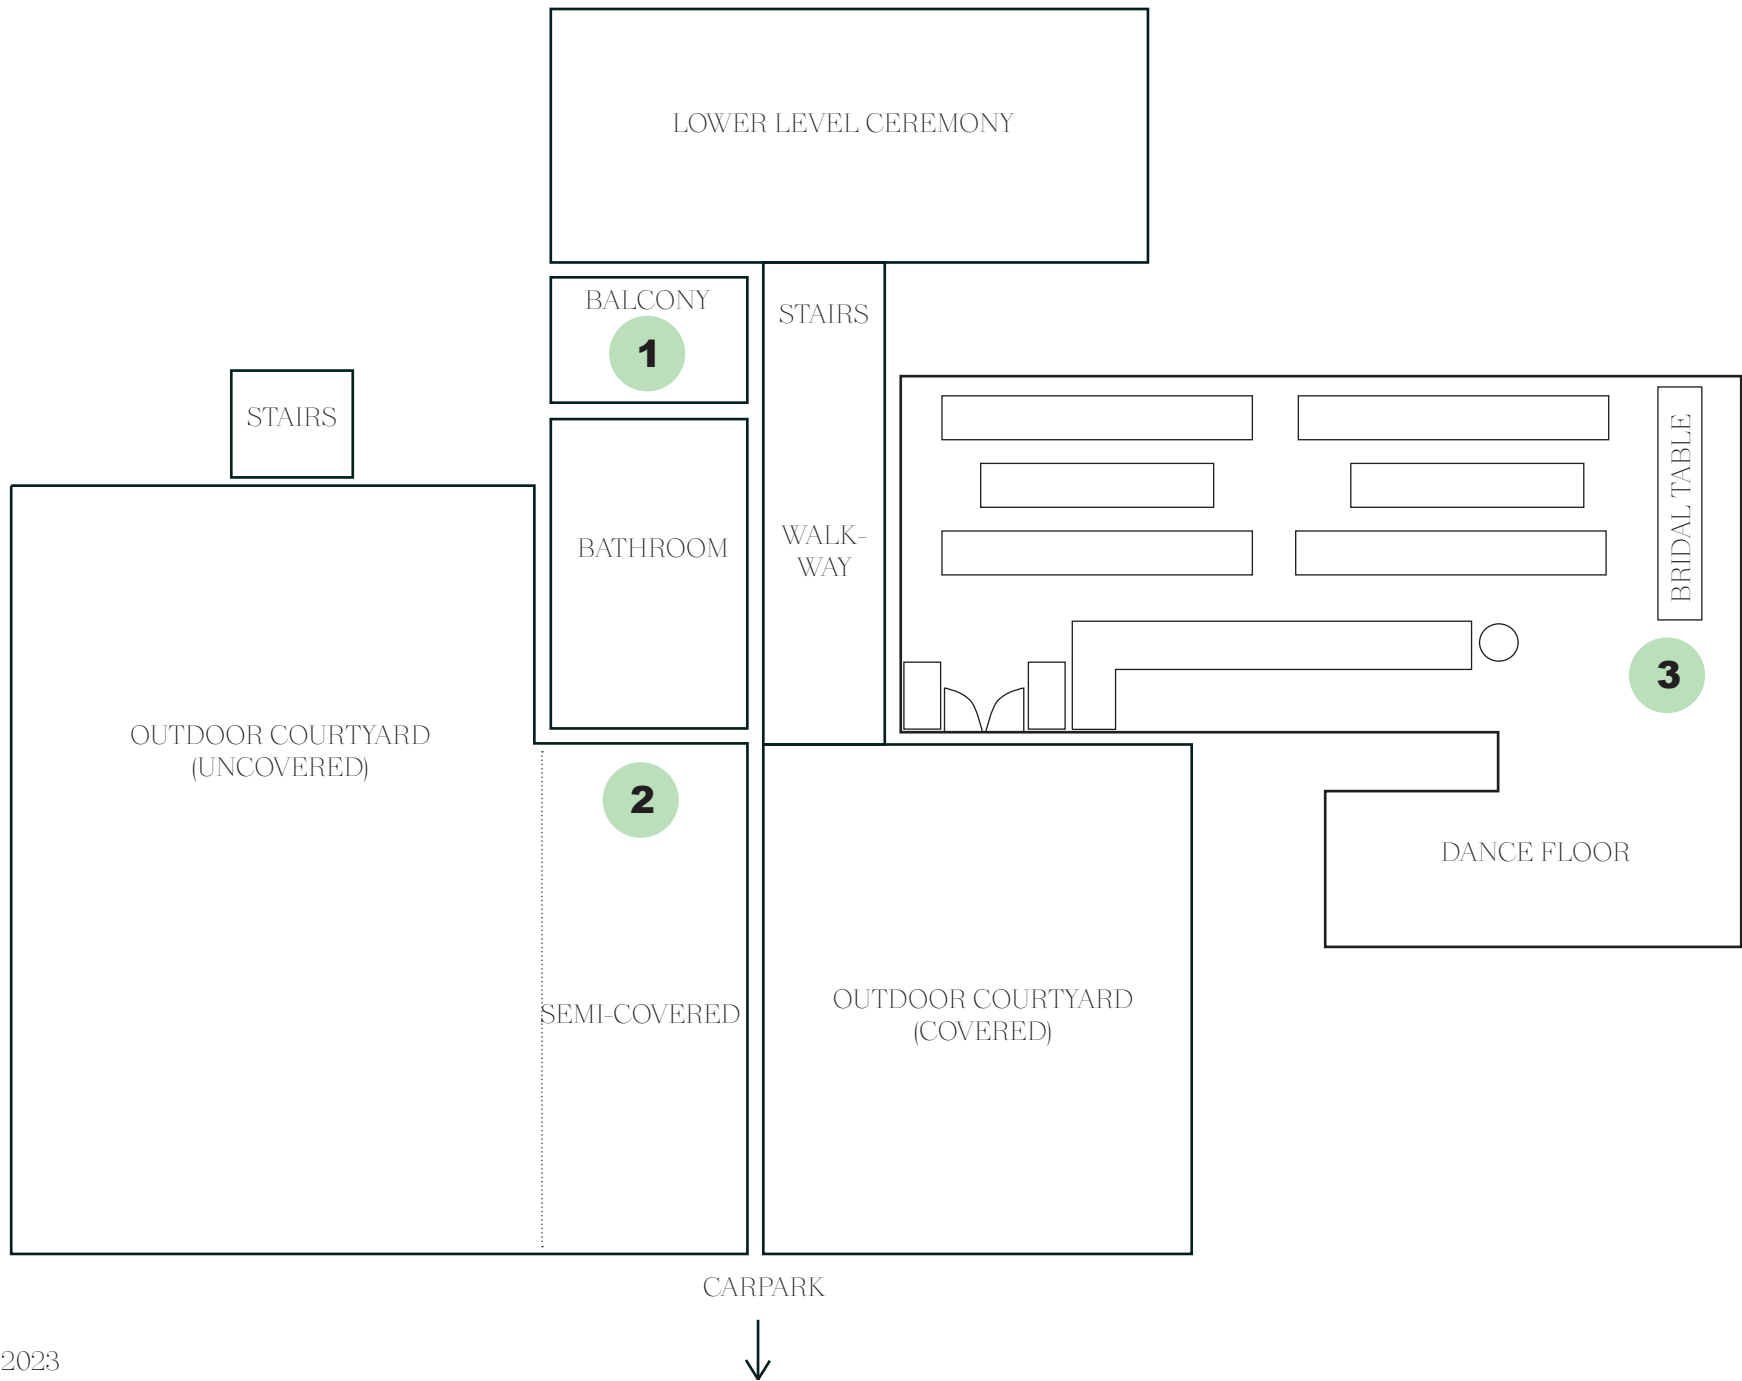 LOWER LEVEL CEREMONY
BALCONY
1
STAIRS
STAIRS
BRIDAL TABLE
BATHROOM
WALK-
WAY
3
OUTDOOR COURTYARD
(UNCOVERED)
2
DANCE FLOOR
SEMI-COVERED
OUTDOOR COURTYARD
(COVERED)
CARPARK
2023